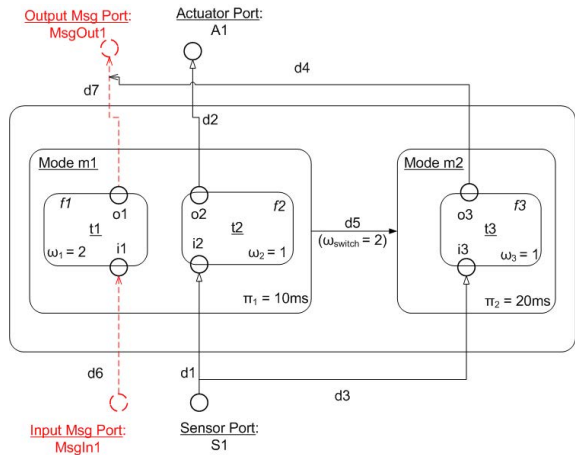 Output Msg Port:
MsgOut1
Actuator Port:
A1
d4
d7
d2
Mode m1
Mode m2
f1
o1
t1
i1
ω1 = 2
f2
o2
t2
i2
ω2 = 1
d5
(ωswitch = 2)
f3
o3
t3
i3
ω3 = 1
π1 = 10ms
π2 = 20ms
d6
d1
d3
Input Msg Port:
MsgIn1
Sensor Port:
S1